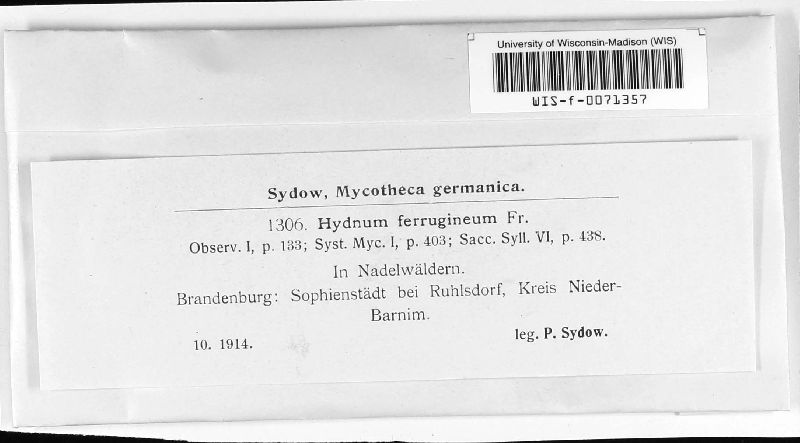 University of Wisconsin-Madison (WIS)
WIS-f-0071357
Sydow, Mycotheca germanica.
1306. Hydnum ferrugineum Fr.
Observ. I, p. 133; Syst. Myc. I, p. 403; Sacc. Syll. VI, p. 438.
In Nadelwäldern.
Brandenburg: Sophienstädt bei Ruhlsdorf, Kreis Nieder-
Barnim.
10. 1914.
leg. P. Sydow.